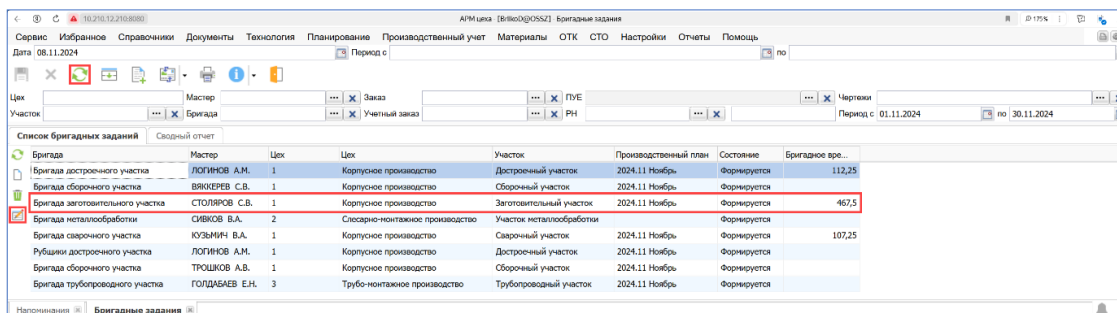 10.210.12.210:8080 АРМ цеха [BrilkoD@OSSZ] Бригадные задания 175%
Сервис Избранное Справочники Документы Технология Планирование Производственный учет Материалы ОТК СТО Настройки Отчеты Помощь
Дата 08.11.2024 Период с по
Цех Мастер Заказ ПУЕ Чертежи
Участок Бригада Учетный заказ РН Период с 01.11.2024 по 30.11.2024
Список бригадных заданий Сводный отчет
Бригада Мастер Цех Цех Участок Производственный план Состояние Бригадное вре...
Бригада достроечного участка ЛОГИНОВ А.М. 1 Корпусное производство Достроечный участок 2024.11 Ноябрь Формируется 112,25
Бригада сборочного участка ВЯККЕРЕВ С.В. 1 Корпусное производство Сборочный участок 2024.11 Ноябрь Формируется
Бригада заготовительного участка СТОЛЯРОВ С.В. 1 Корпусное производство Заготовительный участок 2024.11 Ноябрь Формируется 467,5
Бригада металлообработки СИВКОВ В.А. 2 Слесарно-монтажное производство Участок металлообработки Формируется
Бригада сварочного участка КУЗЬМИЧ В.А. 1 Корпусное производство Сварочный участок 2024.11 Ноябрь Формируется 107,25
Рубщики достроечного участка ЛОГИНОВ А.М. 1 Корпусное производство Достроечный участок 2024.11 Ноябрь Формируется
Бригада сборочного участка ТРОШКОВ А.В. 1 Корпусное производство Сборочный участок 2024.11 Ноябрь Формируется
Бригада трубопроводного участка ГОЛДАБАЕВ Е.Н. 3 Трубо-монтажное производство Трубопроводный участок 2024.11 Ноябрь Формируется
Напоминания Бригадные задания